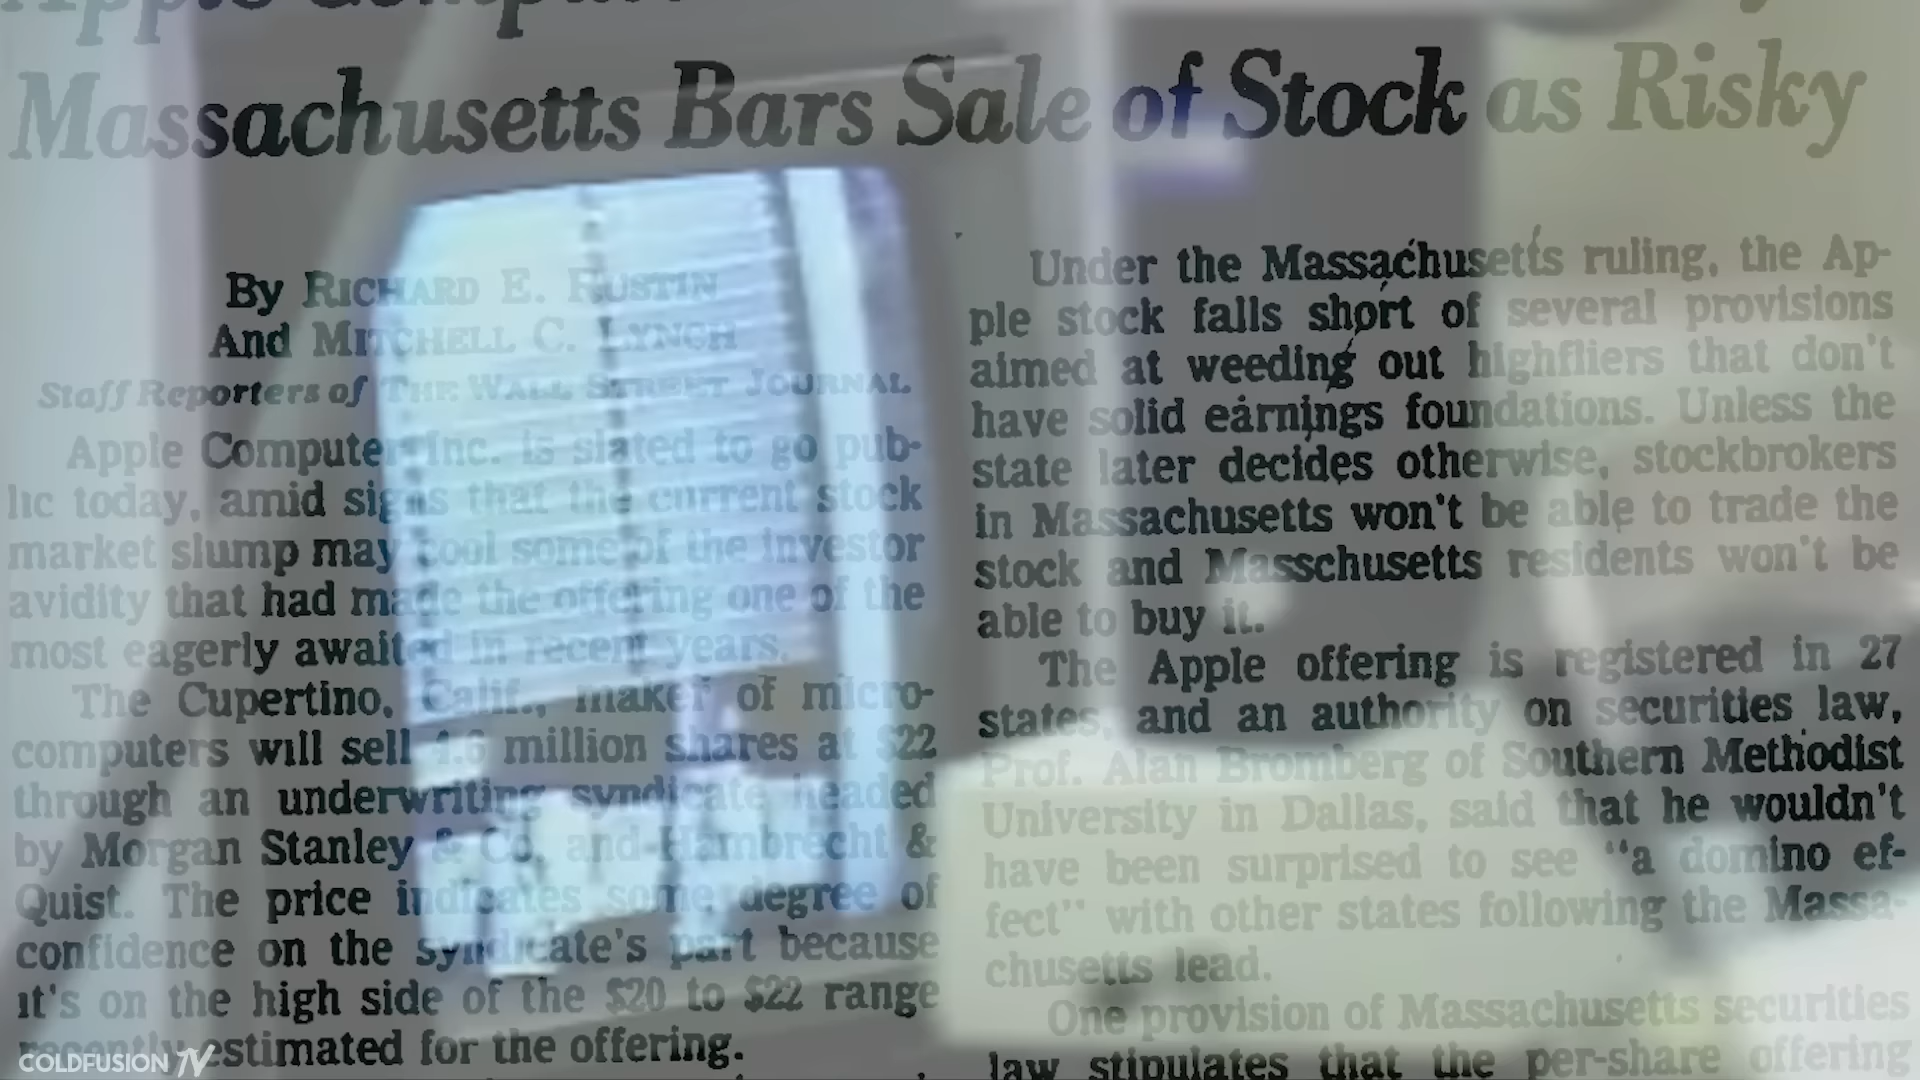 Massachusetts Bars Sale of Stock as Risky
By RICHARD E. RUSTIN
And MITCHELL C. LYNCH
Staff Reporters of THE WALL STREET JOURNAL
Apple Computer Inc. is slated to go pub-
lic today, amid signs that the current stock
market slump may cool some of the investor
avidity that had made the offering one of the
most eagerly awaited in recent years.
The Cupertino, Calif., maker of micro-
computers will sell 4.6 million shares at $22
through an underwriting syndicate headed
by Morgan Stanley & Co. and Hambrecht &
Quist. The price indicates some degree of
confidence on the syndicate's part because
it's on the high side of the $20 to $22 range
recently estimated for the offering.
Under the Massachusetts ruling, the Ap-
ple stock falls short of several provisions
aimed at weeding out highfliers that don't
have solid earnings foundations. Unless the
state later decides otherwise, stockbrokers
in Massachusetts won't be able to trade the
stock and Masschusetts residents won't be
able to buy it.
The Apple offering is registered in 27
states, and an authority on securities law,
Prof. Alan Bromberg of Southern Methodist
University in Dallas, said that he wouldn't
have been surprised to see "a domino ef-
fect" with other states following the Massa-
chusetts lead.
One provision of Massachusetts securities
law stipulates that the per-share offering
COLDFUSION TV